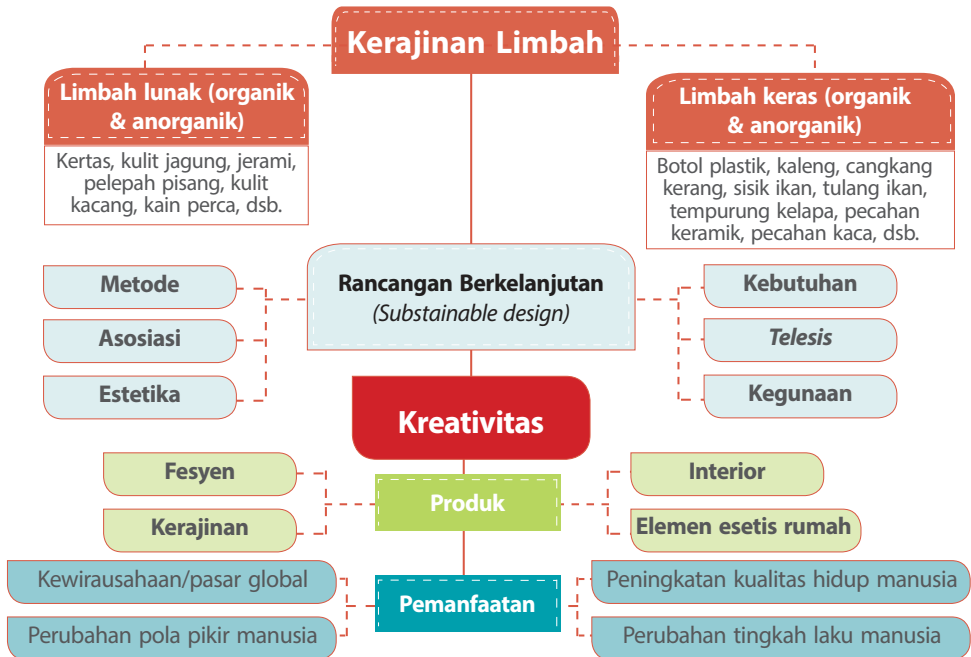 Kerajinan Limbah
Limbah lunak (organik
& anorganik)
Kertas, kulit jagung, jerami,
pelepah pisang, kulit
kacang, kain perca, dsb.
Limbah keras (organik
& anorganik)
Botol plastik, kaleng, cangkang
kerang, sisik ikan, tulang ikan,
tempurung kelapa, pecahan
keramik, pecahan kaca, dsb.
Rancangan Berkelanjutan
(Substainable design)
Metode
Asosiasi
Estetika
Kebutuhan
Telesis
Kegunaan
Kreativitas
Fesyen
Kerajinan
Produk
Interior
Elemen esetis rumah
Kewirausahaan/pasar global
Perubahan pola pikir manusia
Pemanfaatan
Peningkatan kualitas hidup manusia
Perubahan tingkah laku manusia